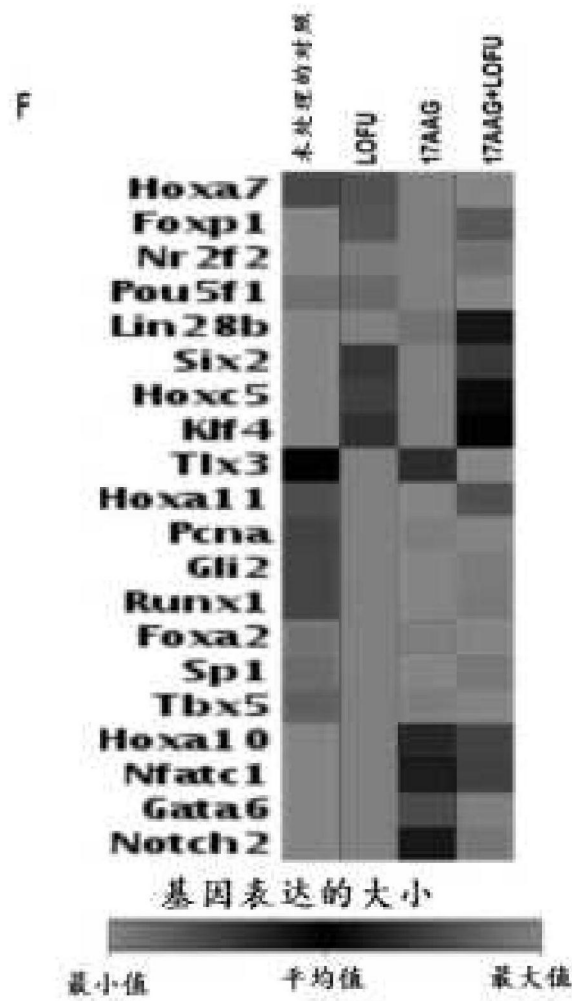 F
未处理的对照
LOFU
17AAG
17AAG+LOFU
Hoxa7
Foxp1
Nr2f2
Pou5f1
Lin28b
Six2
Hoxc5
Klf4
Tlx3
Hoxa11
Pcna
Gli2
Runx1
Foxa2
Sp1
Tbx5
Hoxa10
Nfatc1
Gata6
Notch2
基因表达的大小
最小值 平均值 最大值